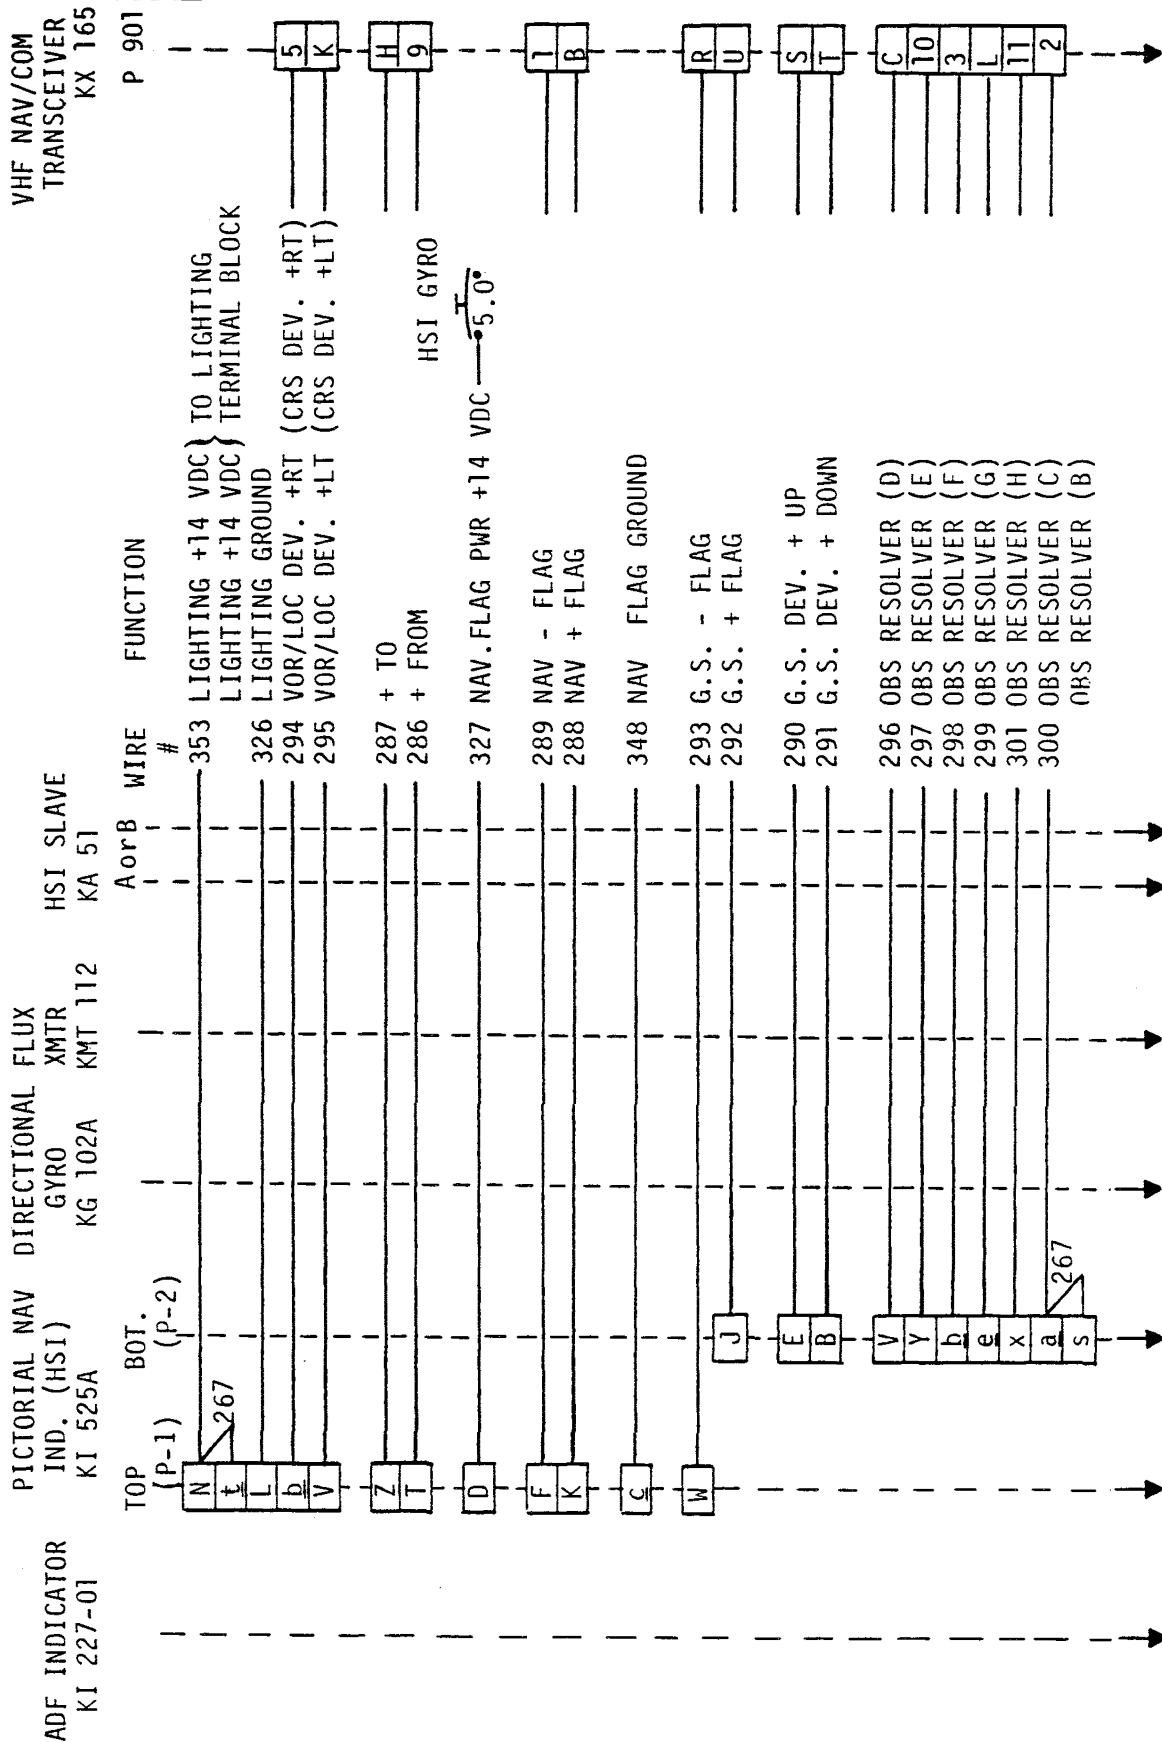 ADF INDICATOR
KI 227-01
PICTORIAL NAV
IND. (HSI)
KI 525A
TOP
(P-1)
BOT.
(P-2)
DIRECTIONAL
GYRO
KG 102A
FLUX
XMTR
KMT 112
HSI SLAVE
KA 51
AorB
WIRE
#
FUNCTION
VHF NAV/COM
TRANSCEIVER
KX 165
P 901
N 353 LIGHTING +14 VDC } TO LIGHTING
t 267 LIGHTING +14 VDC } TERMINAL BLOCK
L 326 LIGHTING GROUND
b 294 VOR/LOC DEV. +RT (CRS DEV. +RT) 5
V 295 VOR/LOC DEV. +LT (CRS DEV. +LT) K
Z 287 + TO H
T 286 + FROM 9
HSI GYRO
D 327 NAV.FLAG PWR +14 VDC 5.0
F 289 NAV - FLAG 1
K 288 NAV + FLAG B
c 348 NAV FLAG GROUND
W 293 G.S. - FLAG R
J 292 G.S. + FLAG U
E 290 G.S. DEV. + UP S
B 291 G.S. DEV. + DOWN T
V 296 OBS RESOLVER (D) C
Y 297 OBS RESOLVER (E) 10
b 298 OBS RESOLVER (F) 3
e 299 OBS RESOLVER (G) L
x 301 OBS RESOLVER (H) 11
a 300 OBS RESOLVER (C) 2
s 267 OBS RESOLVER (B)